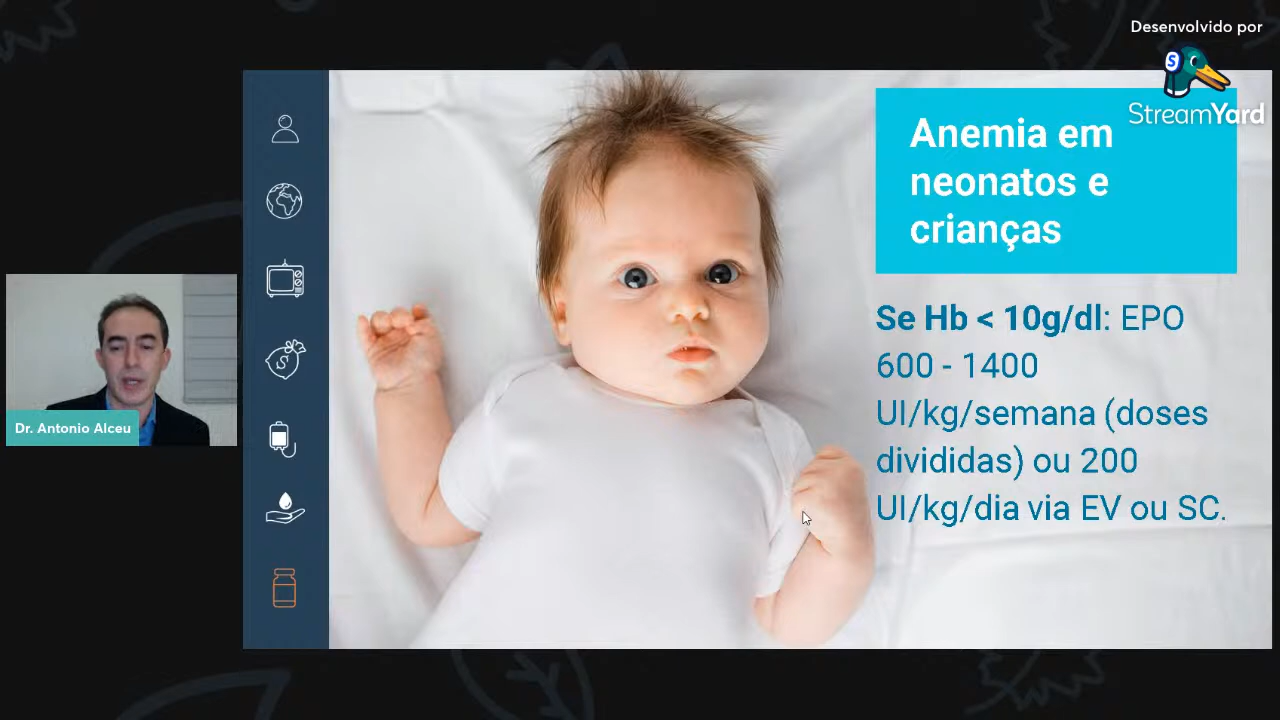 Desenvolvido por
StreamYard
Anemia em
neonatos e
crianças
Se Hb < 10g/dl: EPO
600 - 1400
UI/kg/semana (doses
divididas) ou 200
UI/kg/dia via EV ou SC.
Dr. Antonio Alceu